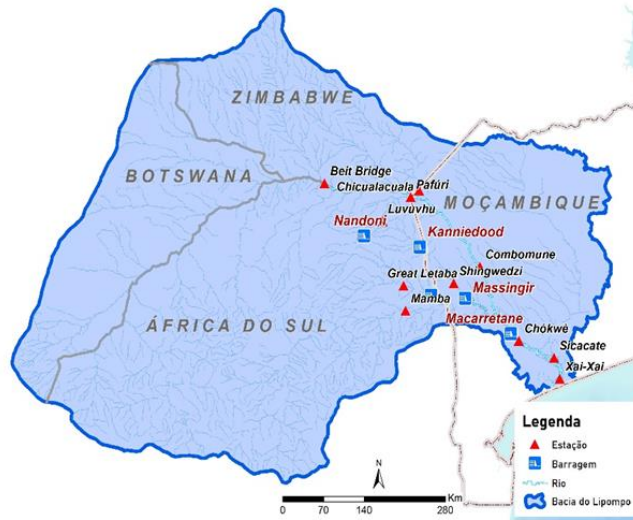 ZIMBABWE
BOTSWANA
Beit Bridge
Chicualacuala
Pafúri
MOÇAMBIQUE
Luvuvhu
Nandoni
Kanniedood
Combomune
Great Letaba
Shingwedzi
Massingir
Mamba
ÁFRICA DO SUL
Macarretane
Chókwè
Sicacate
Xai-Xai
Legenda
Estação
Barragem
Rio
Bacia do Lipompo
N
Km
0 70 140 280